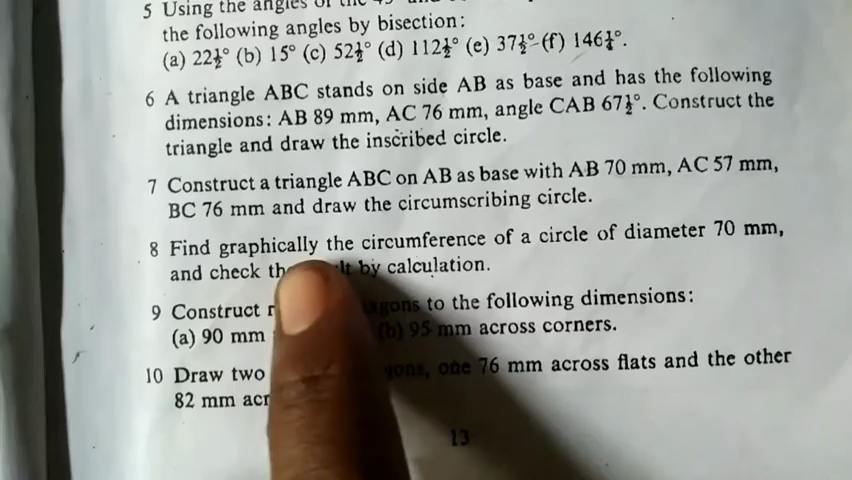 5 Using the angles of the 45° and
the following angles by bisection:
(a) 22½° (b) 15° (c) 52½° (d) 112½° (e) 37½° (f) 146¼°.
6 A triangle ABC stands on side AB as base and has the following
dimensions: AB 89 mm, AC 76 mm, angle CAB 67½°. Construct the
triangle and draw the inscribed circle.
7 Construct a triangle ABC on AB as base with AB 70 mm, AC 57 mm,
BC 76 mm and draw the circumscribing circle.
8 Find graphically the circumference of a circle of diameter 70 mm,
and check by calculation.
9 Construct to the following dimensions:
(a) 90 mm (b) 95 mm across corners.
10 Draw two one 76 mm across flats and the other
82 mm
13